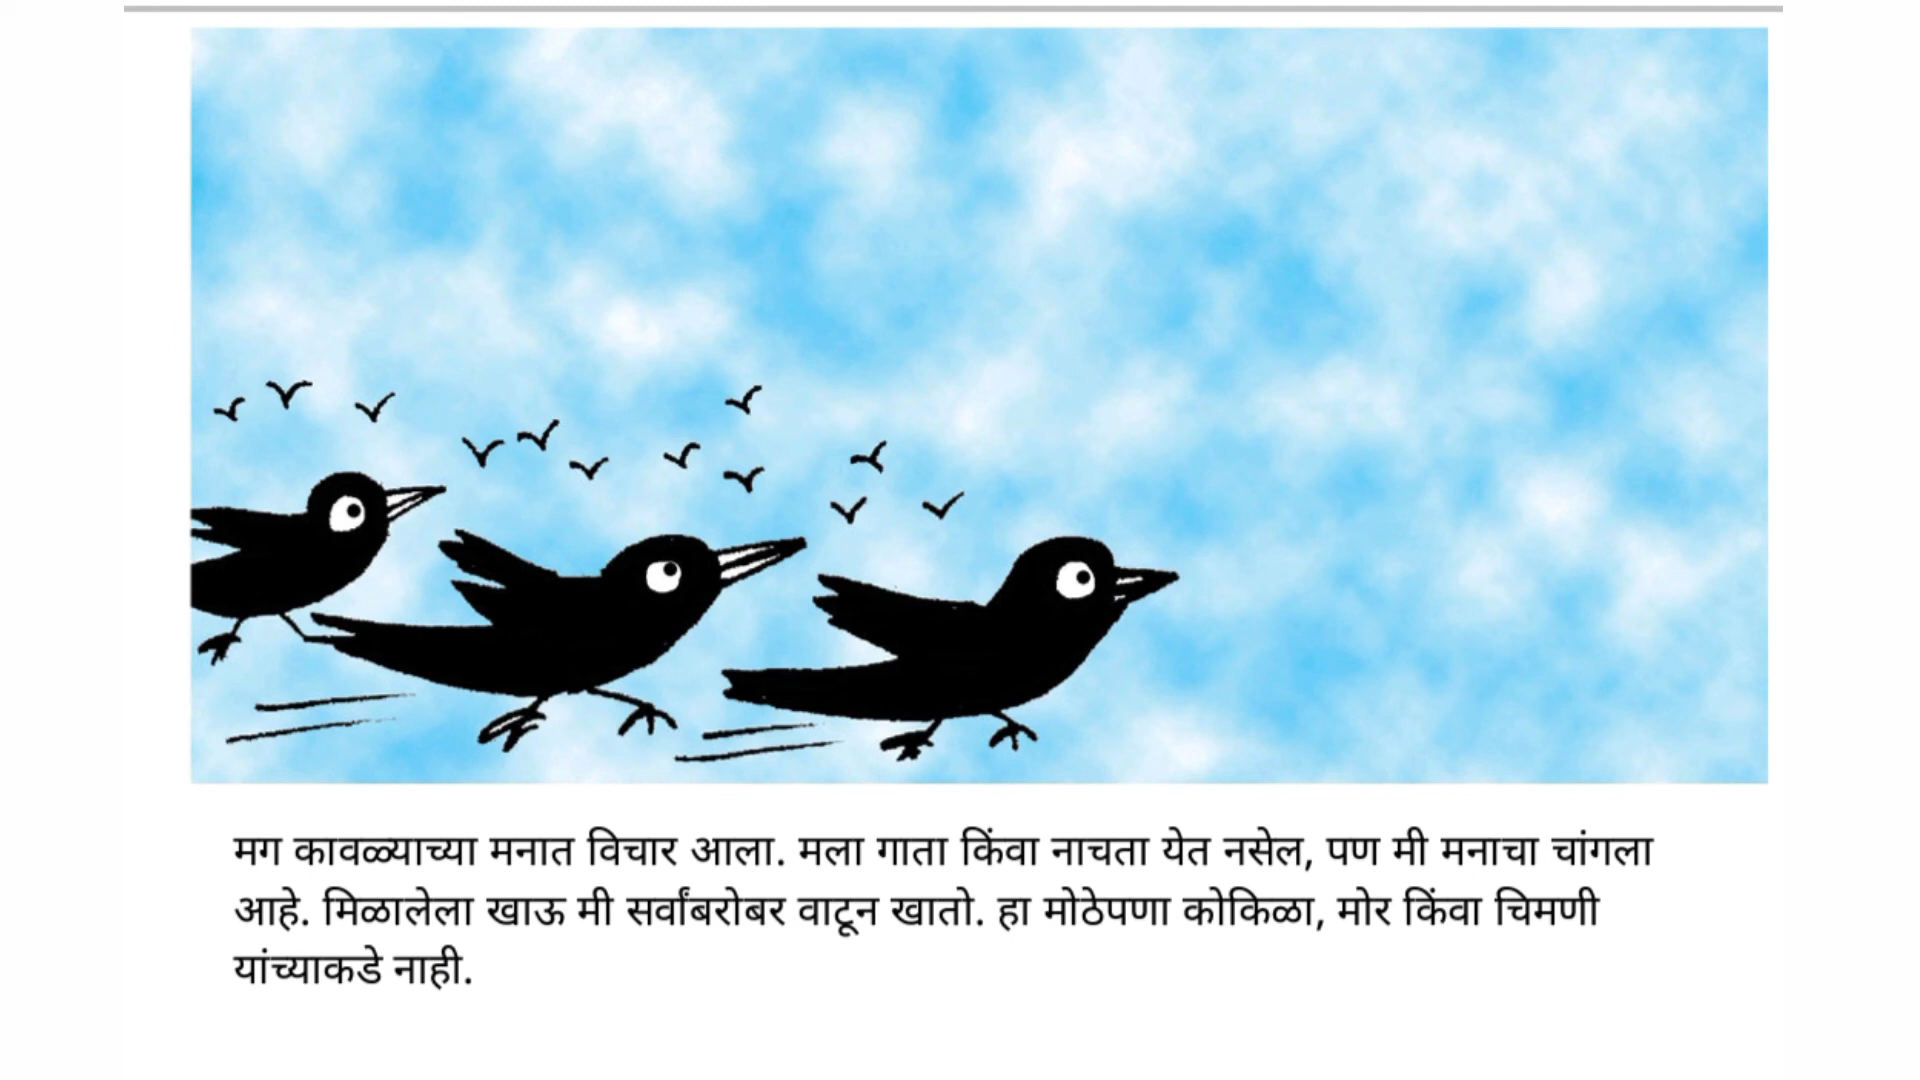 मग कावळ्याच्या मनात विचार आला. मला गाता किंवा नाचता येत नसेल, पण मी मनाचा चांगला
आहे. मिळालेला खाऊ मी सर्वांबरोबर वाटून खातो. हा मोठेपणा कोकिळा, मोर किंवा चिमणी
यांच्याकडे नाही.